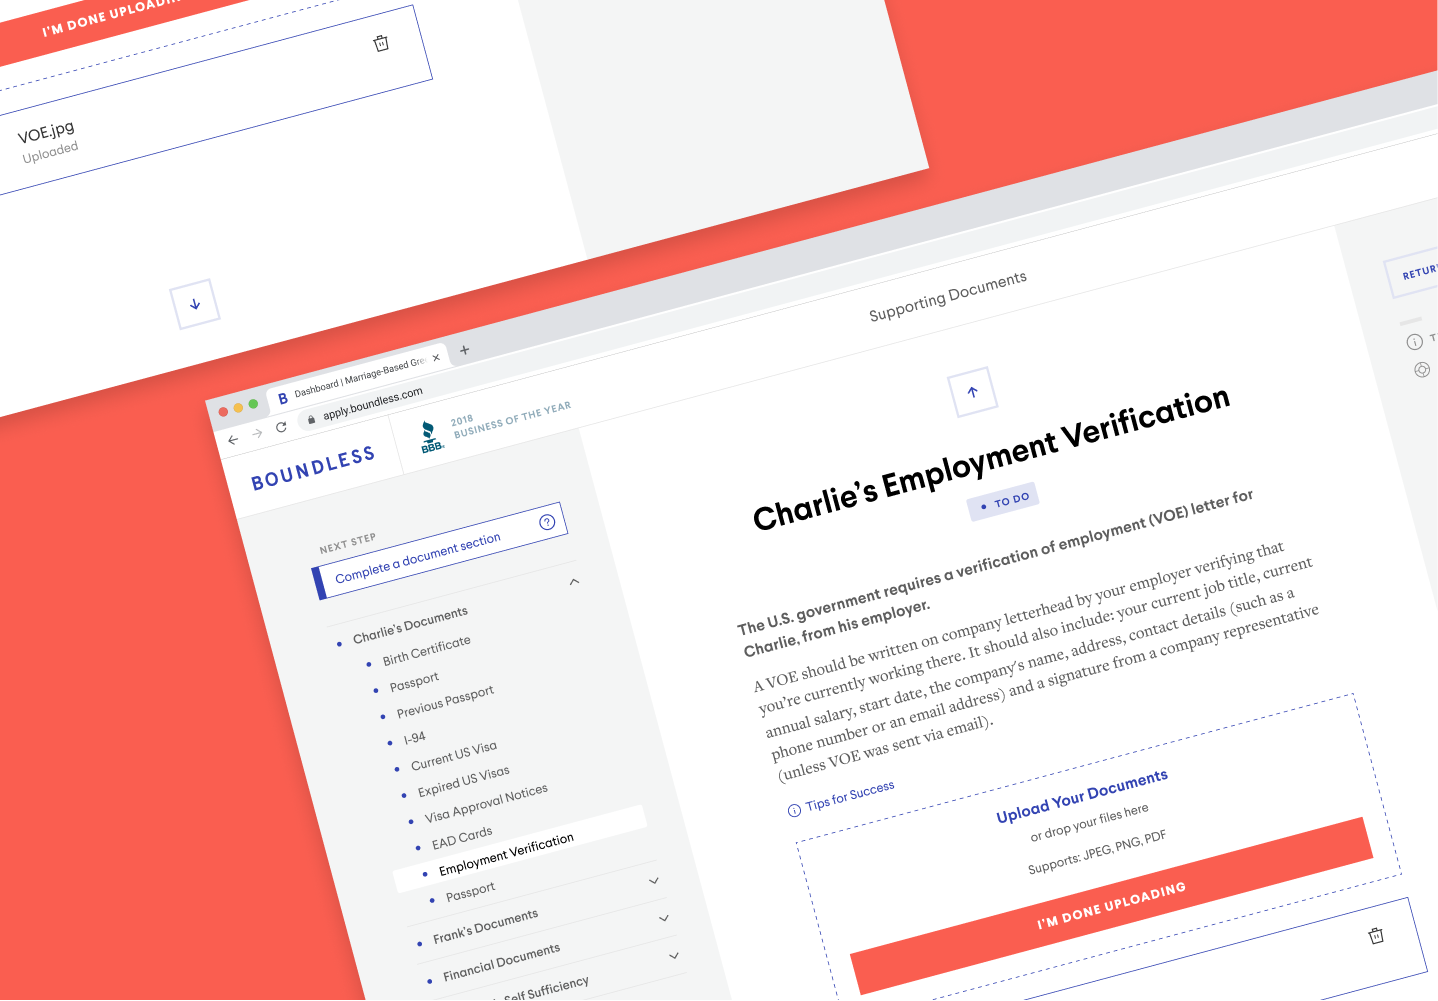 I'M DONE UPLOADING
VOE.jpg
Uploaded
Dashboard | Marriage-Based Gre
apply.boundless.com
BOUNDLESS
BBB
2018
BUSINESS OF THE YEAR
Supporting Documents
NEXT STEP
Complete a document section
Charlie's Documents
Birth Certificate
Passport
Previous Passport
I-94
Current US Visa
Expired US Visas
Visa Approval Notices
EAD Cards
Employment Verification
Passport
Frank's Documents
Financial Documents
Self Sufficiency
Charlie's Employment Verification
• TO DO
The U.S. government requires a verification of employment (VOE) letter for
Charlie, from his employer.
A VOE should be written on company letterhead by your employer verifying that
you're currently working there. It should also include: your current job title, current
annual salary, start date, the company's name, address, contact details (such as a
phone number or an email address) and a signature from a company representative
(unless VOE was sent via email).
Tips for Success
Upload Your Documents
or drop your files here
Supports: JPEG, PNG, PDF
I'M DONE UPLOADING
RETUR